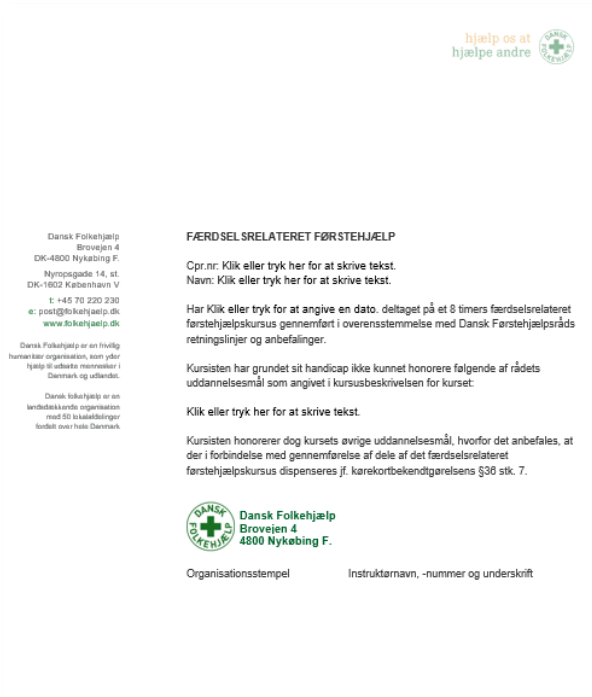 hjælp os at
hjælpe andre
DANSK
FOLKEHJÆLP
Dansk Folkehjælp
Brovejen 4
DK-4800 Nykøbing F.
Nyropsgade 14, st.
DK-1602 København V
t: +45 70 220 230
e: post@folkehjaelp.dk
www.folkehjaelp.dk
Dansk Folkehjælp er en frivillig
humanitær organisation, som yder
hjælp til udsatte mennesker i
Danmark og udlandet.
Dansk folkehjælp er en
landsdækkende organisation
med 50 lokalafdelinger
fordelt over hele Danmark
FÆRDSELSRELATERET FØRSTEHJÆLP
Cpr.nr: Klik eller tryk her for at skrive tekst.
Navn: Klik eller tryk her for at skrive tekst.
Har Klik eller tryk for at angive en dato. deltaget på et 8 timers færdselsrelateret
førstehjælpskursus gennemført i overensstemmelse med Dansk Førstehjælpsråds
retningslinjer og anbefalinger.
Kursisten har grundet sit handicap ikke kunnet honorere følgende af rådets
uddannelsesmål som angivet i kursusbeskrivelsen for kurset:
Klik eller tryk her for at skrive tekst.
Kursisten honorerer dog kursets øvrige uddannelsesmål, hvorfor det anbefales, at
der i forbindelse med gennemførelse af dele af det færdselsrelateret
førstehjælpskursus dispenseres jf. kørekortbekendtgørelsens §36 stk. 7.
DANSK
FOLKEHJÆLP
Dansk Folkehjælp
Brovejen 4
4800 Nykøbing F.
Organisationsstempel Instruktørnavn, -nummer og underskrift